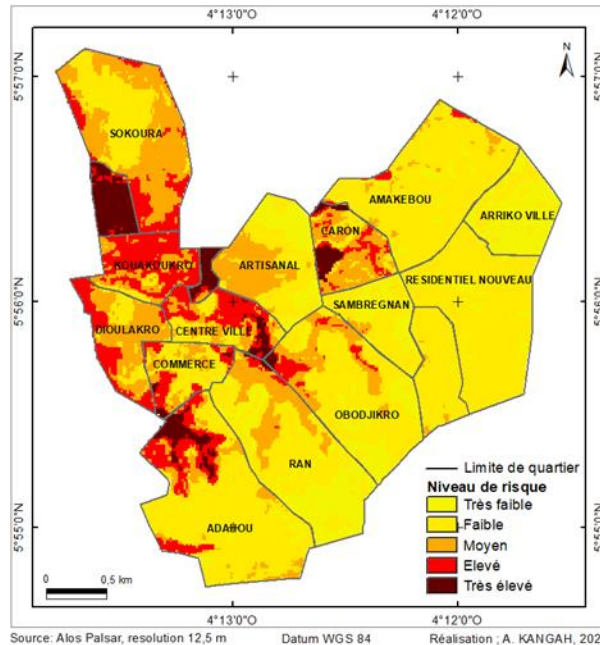 4°13'0"O 4°12'0"O
5°57'0"N 5°57'0"N
N
SOKOURA
AMAKEBOU
ARRIKO VILLE
CARON
KOUAKOUKRO
ARTISANAL
RESIDENTIEL NOUVEAU
5°56'0"N 5°56'0"N
SAMBREGNAN
DIOULAKRO
CENTRE VILLE
COMMERCE
OBODJIKRO
RAN
Limite de quartier
Niveau de risque
Très faible
ADAHOU
Faible
5°55'0"N 5°55'0"N
Moyen
Elevé
Très élevé
0 0,5 km
4°13'0"O 4°12'0"O
Source: Alos Palsar, resolution 12,5 m Datum WGS 84 Réalisation ; A. KANGAH, 202